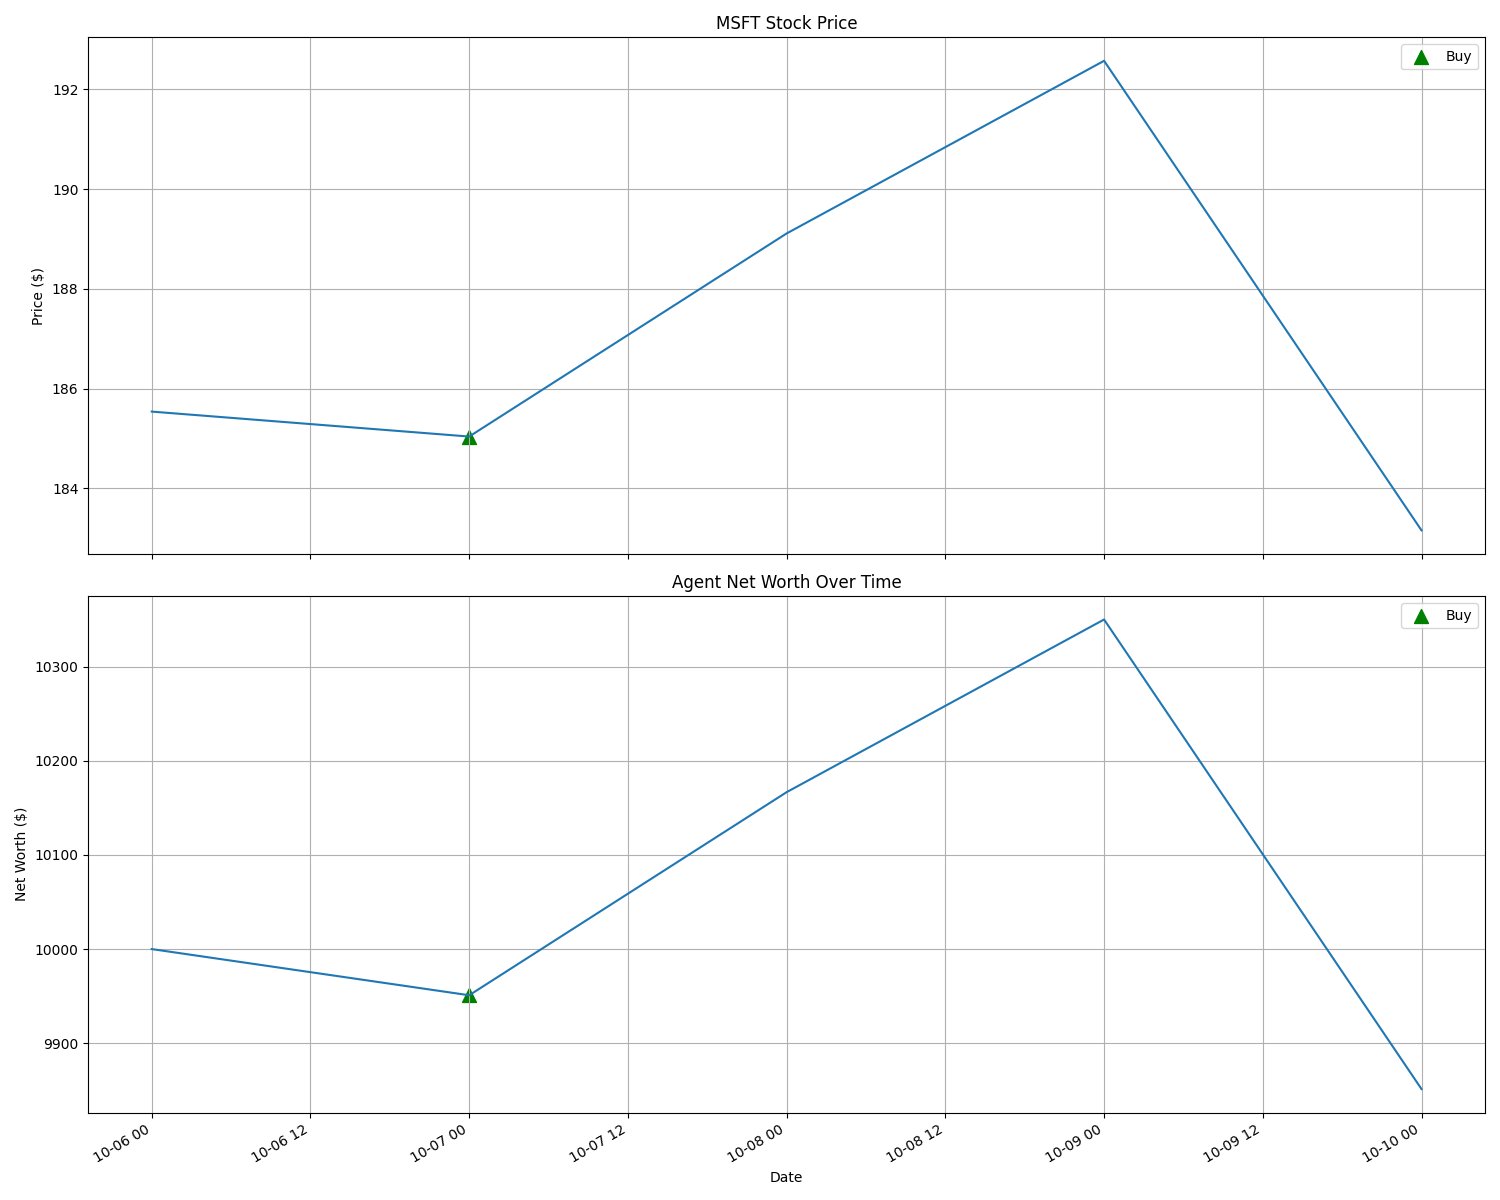 MSFT Stock Price
Buy
192
190
188
186
184
Price ($)
Agent Net Worth Over Time
Buy
10300
10200
10100
10000
9900
Net Worth ($)
10-06 00
10-06 12
10-07 00
10-07 12
10-08 00
10-08 12
10-09 00
10-09 12
10-10 00
Date